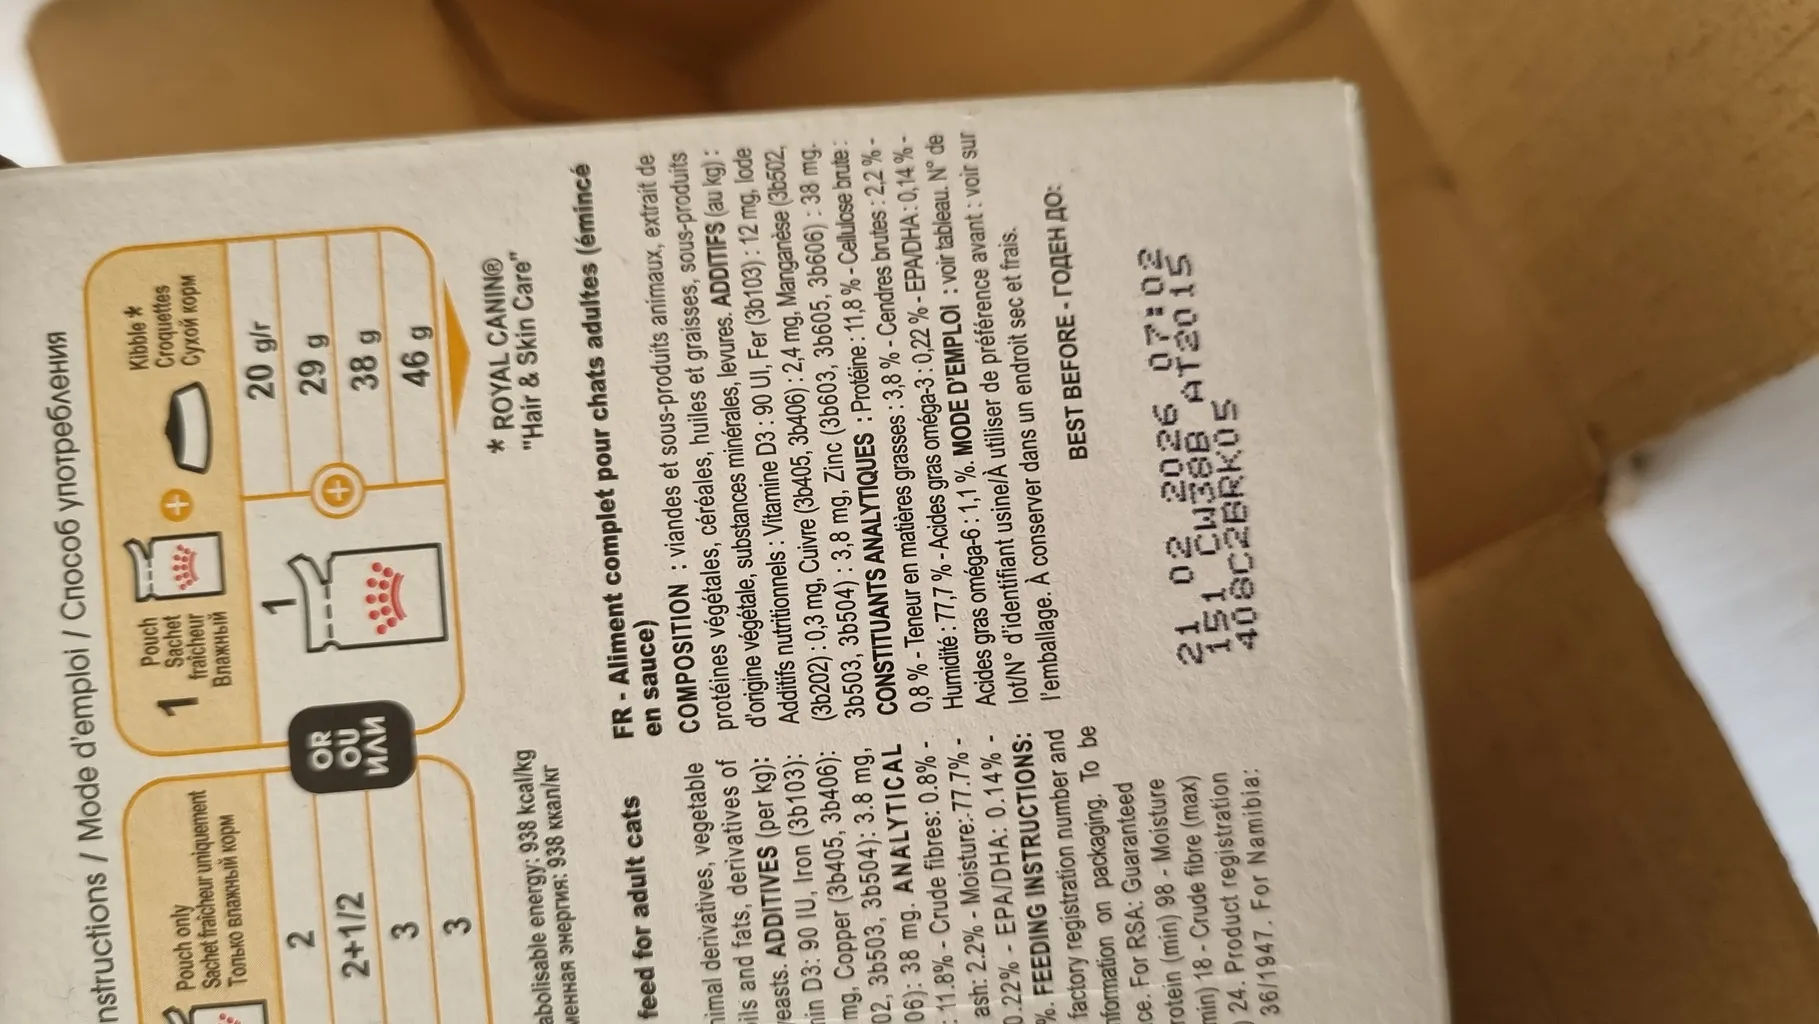 nstructions / Mode d'emploi / Способ употребления
Pouch only
Sachet fraîcheur uniquement
Только влажный корм
2
2+1/2
3
3
OR
OU
ИЛИ
1
Pouch
Sachet
fraîcheur
Влажный
+
Kibble*
Croquettes
Сухой корм
1
+
20 g/r
29 g
38 g
46 g
* ROYAL CANIN®
"Hair & Skin Care"
abolisable energy: 938 kcal/kg
менная энергия: 938 ккал/кг
feed for adult cats
nimal derivatives, vegetable
ils and fats, derivatives of
easts. ADDITIVES (per kg):
min D3: 90 IU, Iron (3b103):
mg, Copper (3b405, 3b406):
02, 3b503, 3b504): 3.8 mg,
06): 38 mg. ANALYTICAL
: 11.8% - Crude fibres: 0.8% -
ash: 2.2% - Moisture: 77.7% -
0.22% - EPA/DHA: 0.14% -
%. FEEDING INSTRUCTIONS:
factory registration number and
nformation on packaging. To be
ce. For RSA: Guaranteed
rotein (min) 98 - Moisture
min) 18 - Crude fibre (max)
) 24. Product registration
36/1947. For Namibia:
FR - Aliment complet pour chats adultes (émincé
en sauce)
COMPOSITION : viandes et sous-produits animaux, extrait de
protéines végétales, céréales, huiles et graisses, sous-produits
d'origine végétale, substances minérales, levures. ADDITIFS (au kg) :
Additifs nutritionnels : Vitamine D3 : 90 UI, Fer (3b103) : 12 mg, Iode
(3b202) : 0,3 mg, Cuivre (3b405, 3b406) : 2,4 mg, Manganèse (3b502,
3b503, 3b504) : 3,8 mg, Zinc (3b603, 3b605, 3b606) : 38 mg.
CONSTITUANTS ANALYTIQUES : Protéine : 11,8 % - Cellulose brute :
0,8 % - Teneur en matières grasses : 3,8 % - Cendres brutes : 2,2 % -
Humidité : 77,7 % - Acides gras oméga-3 : 0,22 % - EPA/DHA : 0,14 % -
Acides gras oméga-6 : 1,1 %. MODE D'EMPLOI : voir tableau. N° de
lot/N° d'identifiant usine/À utiliser de préférence avant : voir sur
l'emballage. À conserver dans un endroit sec et frais.
BEST BEFORE - ГОДЕН ДО:
21 02 2026 07:02
151 CW38B AT2015
406C2BRK05